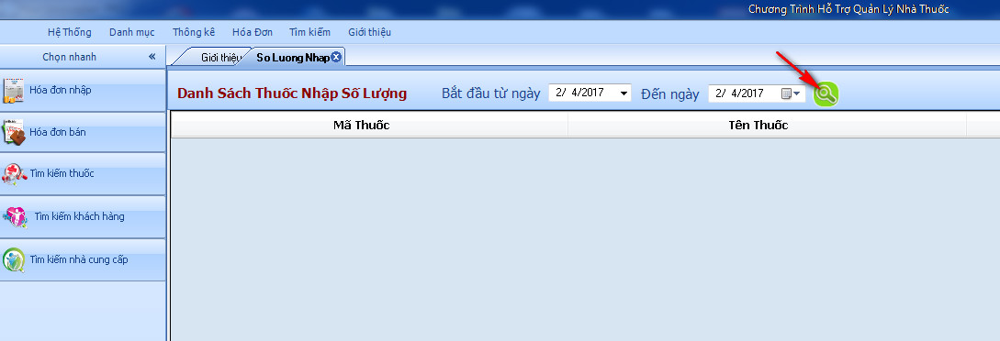 Chương Trình Hỗ Trợ Quản Lý Nhà Thuốc
Hệ Thống Danh mục Thông kê Hóa Đơn Tìm kiếm Giới thiệu
Chọn nhanh «
Giới thiệu So Luong Nhap
Hóa đơn nhập
Hóa đơn bán
Tìm kiếm thuốc
Tìm kiếm khách hàng
Tìm kiếm nhà cung cấp
Danh Sách Thuốc Nhập Số Lượng Bắt đầu từ ngày 2/ 4/2017 Đến ngày 2/ 4/2017
Mã Thuốc Tên Thuốc